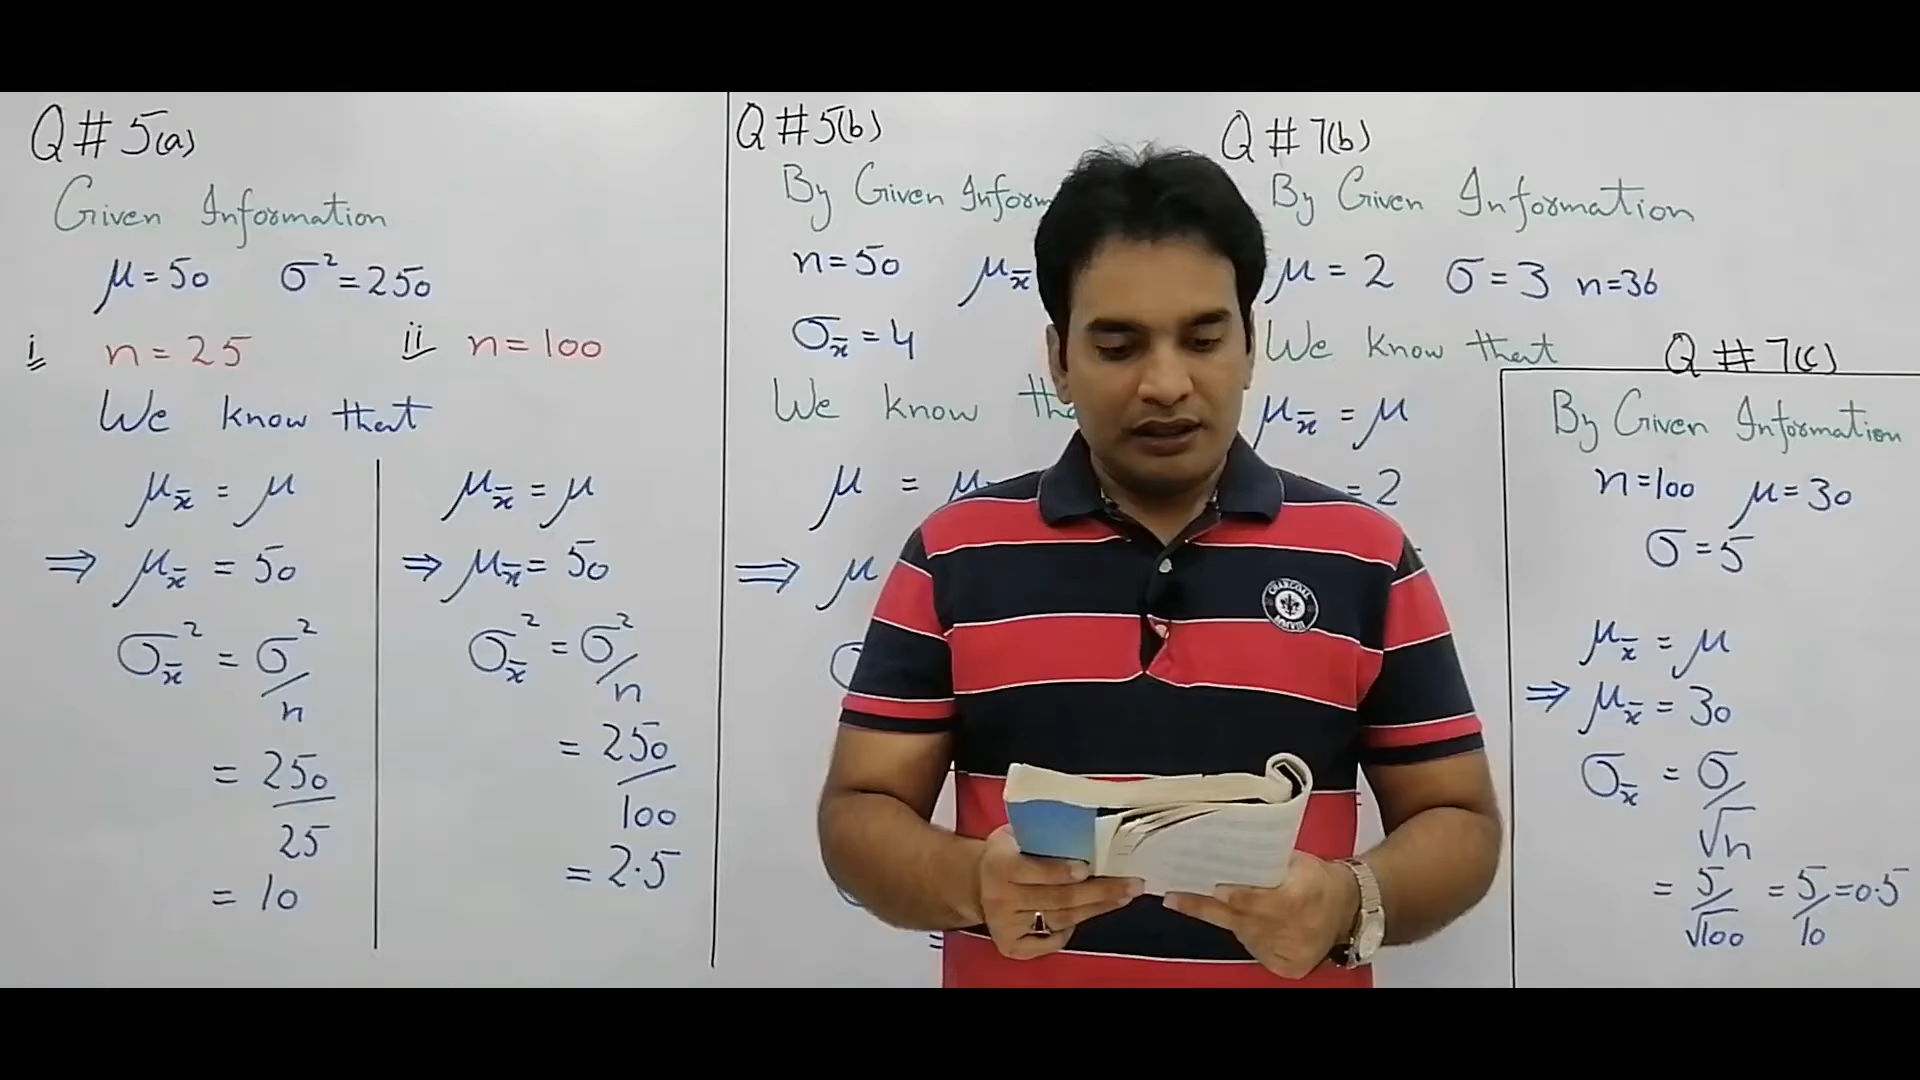 Q # 5(a)
Given Information
μ = 50 σ² = 250
i n = 25
ii n = 100
We know that
μx̄ = μ
⇒ μx̄ = 50
σx̄² = σ²/n
= 250/25
= 10
μx̄ = μ
⇒ μx̄ = 50
σx̄² = σ²/n
= 250/100
= 2.5
Q # 5(b)
By Given
n = 50 μx̄
σx̄ = 4
We know
μ =
⇒ μ
Q # 7(b)
By Given Information
μ = 2 σ = 3 n = 36
We know that
μx̄ = μ
= 2
Q # 7(c)
By Given Information
n = 100 μ = 30
σ = 5
μx̄ = μ
⇒ μx̄ = 30
σx̄ = σ/√n
= 5/√100 = 5/10 = 0.5
CHARCOAL
MMVIII